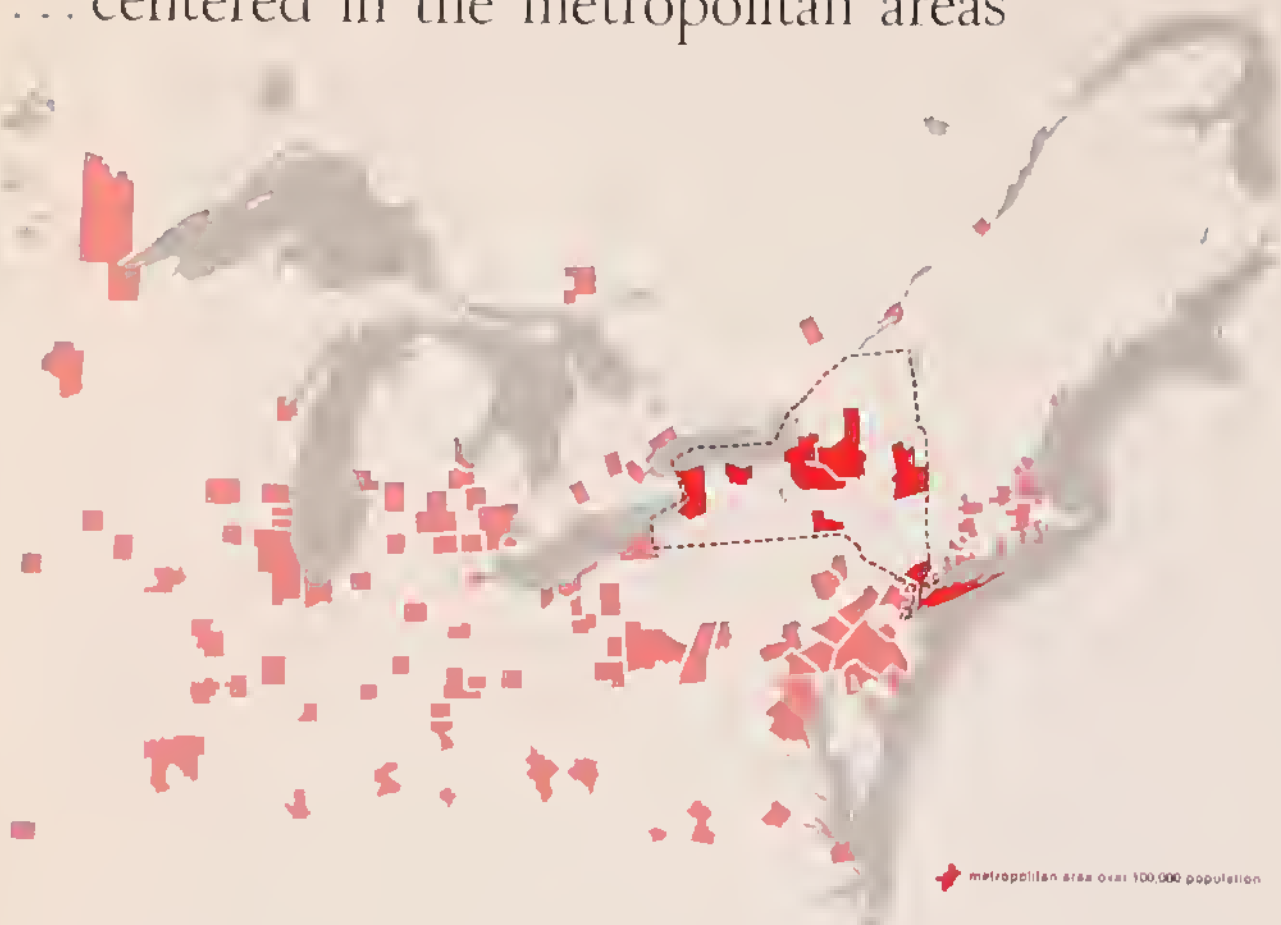 ... centered in the metropolitan areas
metropolitan area over 100,000 population